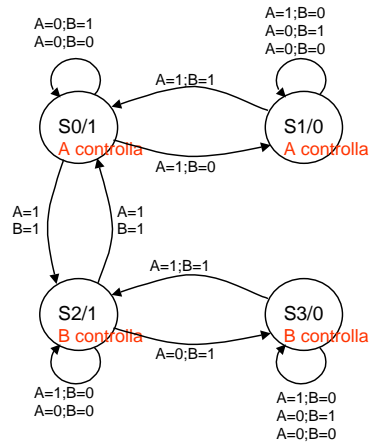 A=0;B=1
A=0;B=0
A=1;B=0
A=0;B=1
A=0;B=0
A=1;B=1
S0/1
A controlla
S1/0
A controlla
A=1;B=0
A=1
B=1
A=1
B=1
A=1;B=1
S2/1
B controlla
S3/0
B controlla
A=0;B=1
A=1;B=0
A=0;B=0
A=1;B=0
A=0;B=1
A=0;B=0